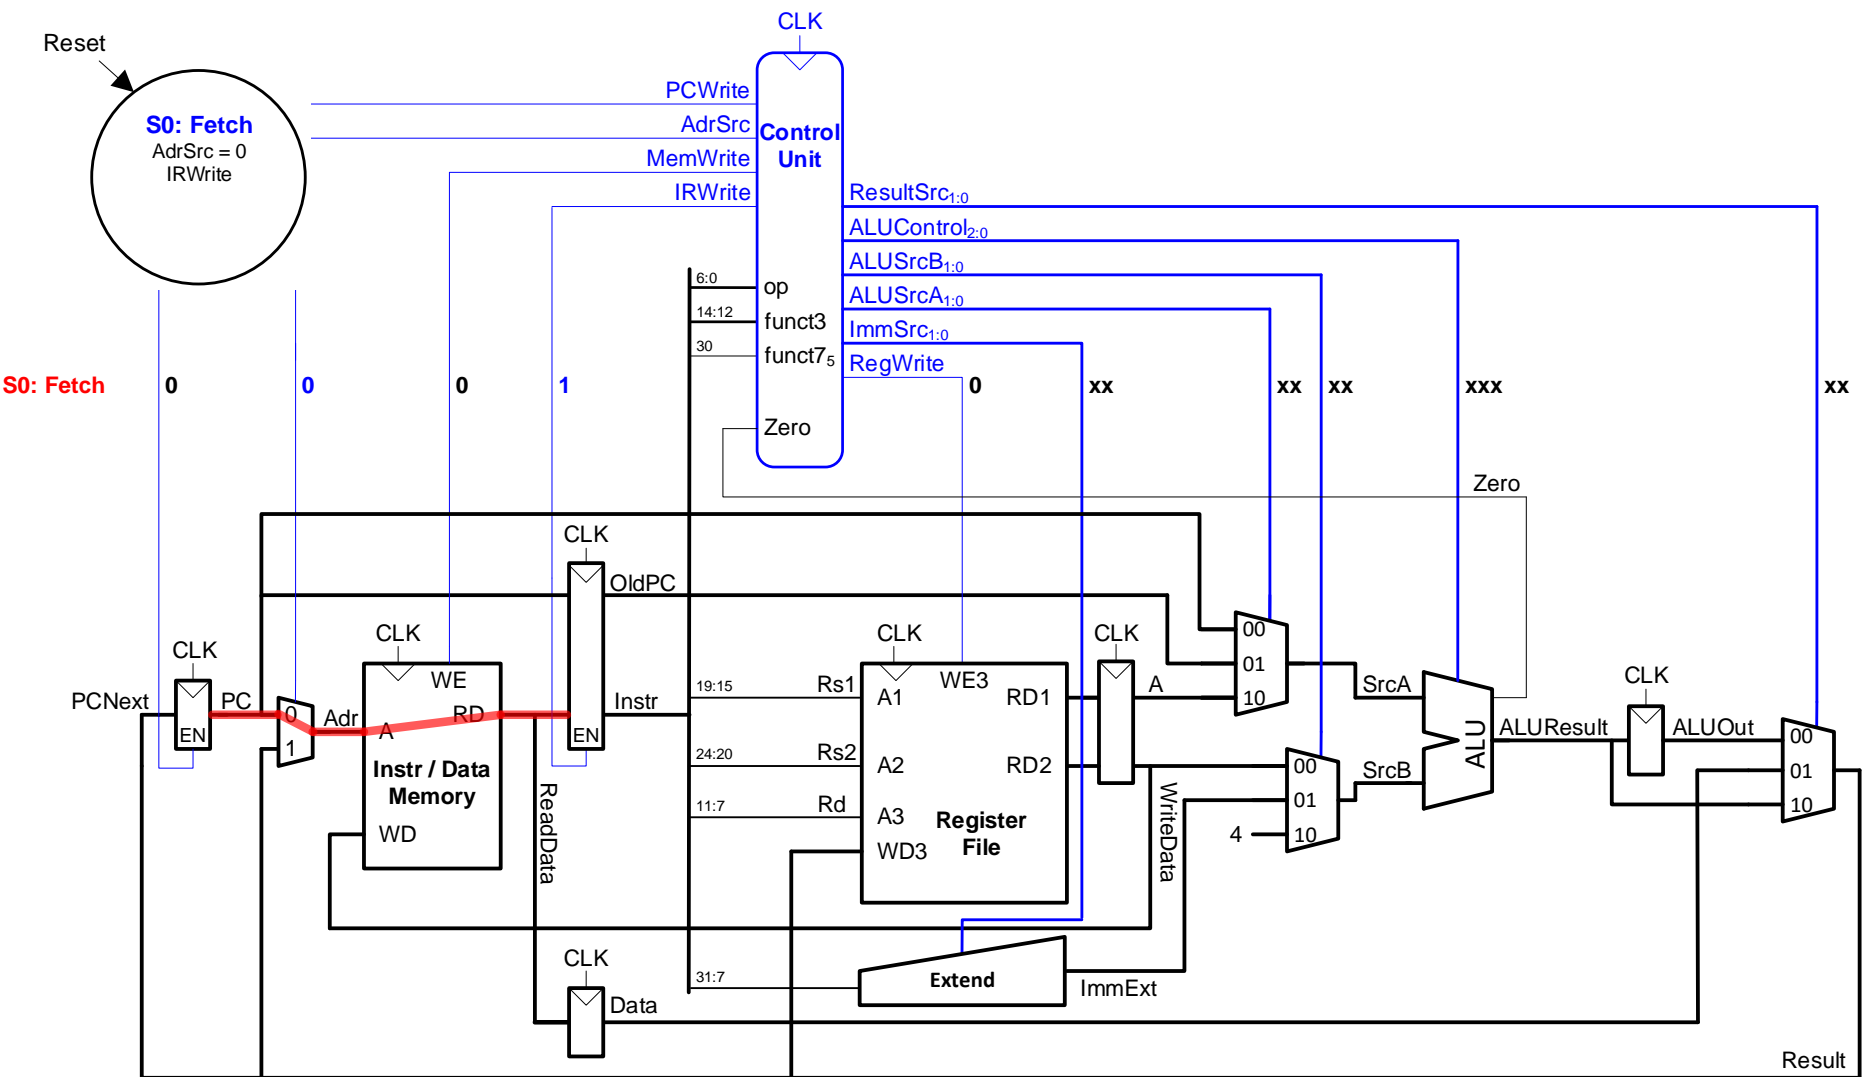 CLK
Reset
S0: Fetch
AdrSrc = 0
IRWrite
PCWrite
AdrSrc
MemWrite
IRWrite
Control
Unit
ResultSrc1:0
ALUControl2:0
ALUSrcB1:0
ALUSrcA1:0
ImmSrc1:0
RegWrite
6:0 op
14:12 funct3
30 funct75
Zero
S0: Fetch 0 0 0 1 0 xx xx xx xxx xx
Zero
CLK
OldPC
CLK
PCNext
EN
PC
0
1
Adr
CLK
WE
A
RD
Instr / Data
Memory
WD
EN
Instr
ReadData
19:15 Rs1
24:20 Rs2
11:7 Rd
CLK
WE3
A1
RD1
A2
RD2
A3
WD3
Register
File
CLK
A
WriteData
00
01
10
SrcA
00
01
4 10
SrcB
ALU
ALUResult
CLK
ALUOut
00
01
10
CLK
Data
31:7
Extend
ImmExt
Result